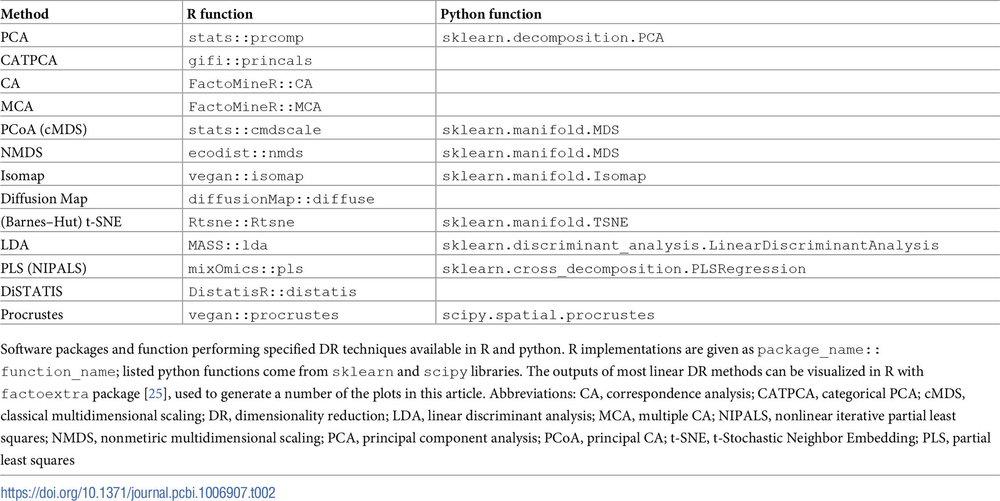 Method R function Python function
PCA stats::prcomp sklearn.decomposition.PCA
CATPCA gifi::princals
CA FactoMineR::CA
MCA FactoMineR::MCA
PCoA (cMDS) stats::cmdscale sklearn.manifold.MDS
NMDS ecodist::nmds sklearn.manifold.MDS
Isomap vegan::isomap sklearn.manifold.Isomap
Diffusion Map diffusionMap::diffuse
(Barnes–Hut) t-SNE Rtsne::Rtsne sklearn.manifold.TSNE
LDA MASS::lda sklearn.discriminant_analysis.LinearDiscriminantAnalysis
PLS (NIPALS) mixOmics::pls sklearn.cross_decomposition.PLSRegression
DiSTATIS DistatisR::distatis
Procrustes vegan::procrustes scipy.spatial.procrustes
Software packages and function performing specified DR techniques available in R and python. R implementations are given as package_name::
function_name; listed python functions come from sklearn and scipy libraries. The outputs of most linear DR methods can be visualized in R with
factoextra package [25], used to generate a number of the plots in this article. Abbreviations: CA, correspondence analysis; CATPCA, categorical PCA; cMDS,
classical multidimensional scaling; DR, dimensionality reduction; LDA, linear discriminant analysis; MCA, multiple CA; NIPALS, nonlinear iterative partial least
squares; NMDS, nonmetiric multidimensional scaling; PCA, principal component analysis; PCoA, principal CA; t-SNE, t-Stochastic Neighbor Embedding; PLS, partial
least squares
https://doi.org/10.1371/journal.pcbi.1006907.t002